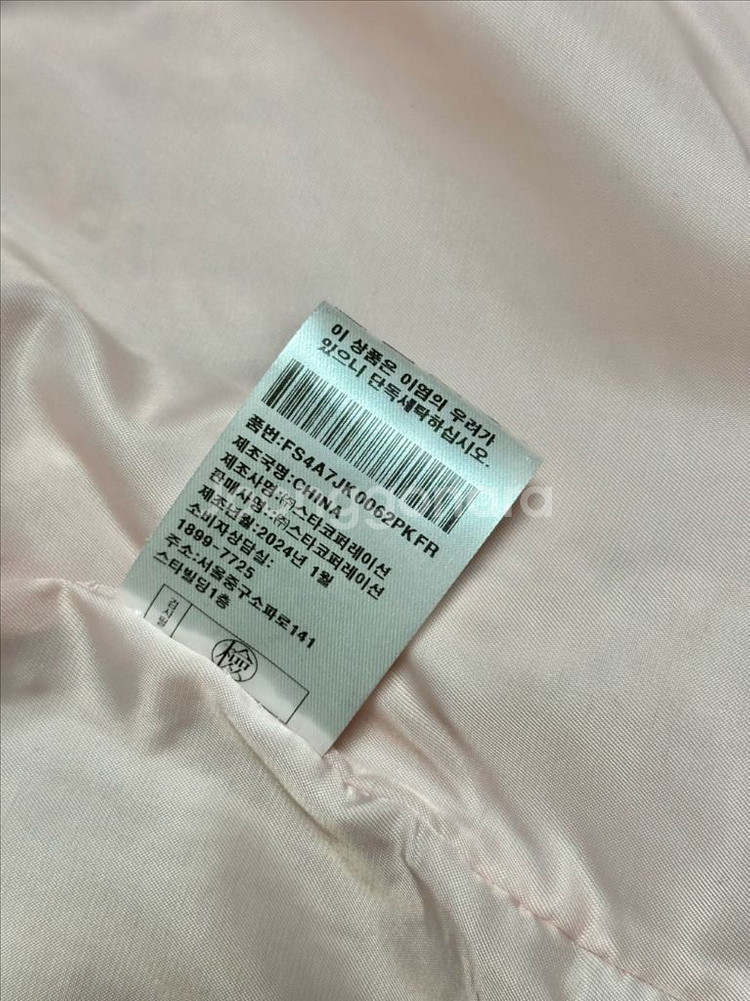 이 상품은 이염의 우려가
있으니 단독세탁하십시오.
품번:FS4A7JK0062PKFR
제조국명:CHINA
제조사명:㈜스타코퍼레이션
판매사명:㈜스타코퍼레이션
제조년월:2024년 1월
소비자상담실:
1899-7725
주소:서울중구소파로141
스타빌딩1층
검사필
檢